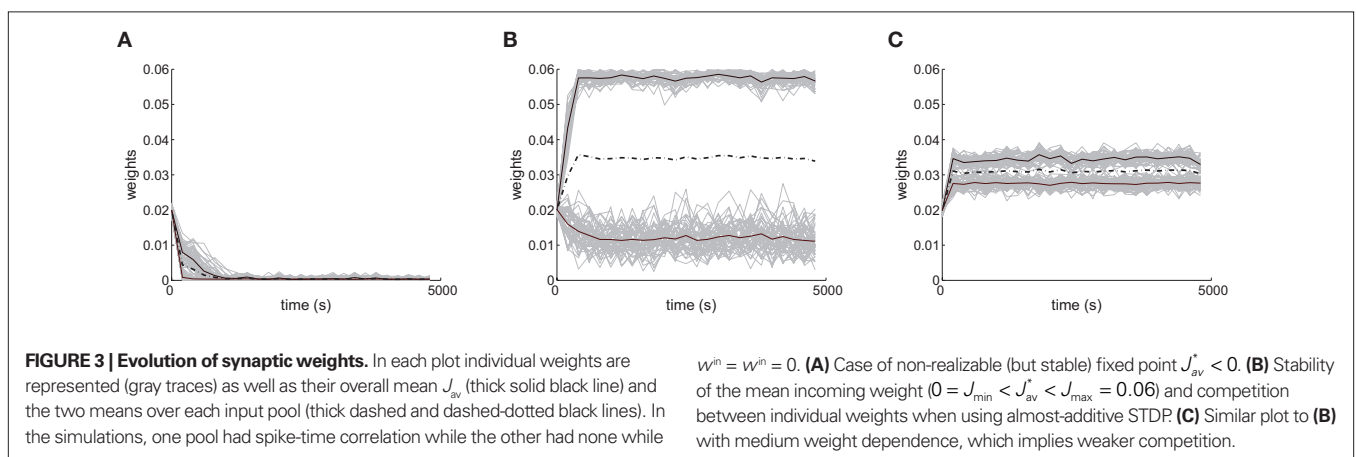 A
B
C
0.06
0.05
0.04
0.03
0.02
0.01
0
weights
0
5000
time (s)
0.06
0.05
0.04
0.03
0.02
0.01
0
weights
0
5000
time (s)
0.06
0.05
0.04
0.03
0.02
0.01
0
weights
0
5000
time (s)
FIGURE 3 | Evolution of synaptic weights. In each plot individual weights are
represented (gray traces) as well as their overall mean J_av (thick solid black line) and
the two means over each input pool (thick dashed and dashed-dotted black lines). In
the simulations, one pool had spike-time correlation while the other had none while
w^in = w^in = 0. (A) Case of non-realizable (but stable) fixed point J*_av < 0. (B) Stability
of the mean incoming weight (0 = J_min < J*_av < J_max = 0.06) and competition
between individual weights when using almost-additive STDP. (C) Similar plot to (B)
with medium weight dependence, which implies weaker competition.